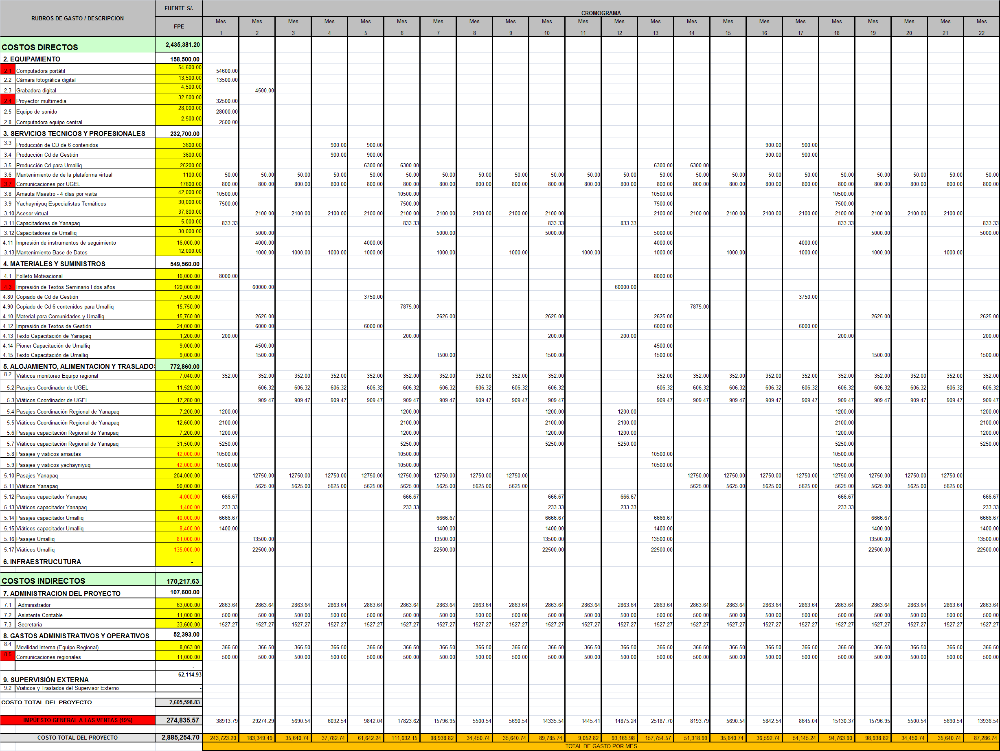 RUBROS DE GASTO / DESCRIPCION FUENTE S/. CROMOGRAMA
FPE Mes Mes Mes Mes Mes Mes Mes Mes Mes Mes Mes Mes Mes Mes Mes Mes Mes Mes Mes Mes Mes Mes
1 2 3 4 5 6 7 8 9 10 11 12 13 14 15 16 17 18 19 20 21 22
COSTOS DIRECTOS 2,435,381.20
2. EQUIPAMIENTO 158,500.00
2.1 Computadora portátil 54,600.00 54600.00
2.2 Cámara fotográfica digital 13,500.00 13500.00
2.3 Grabadora digital 4,500.00 4500.00
2.4 Proyector multimedia 32,500.00 32500.00
2.5 Equipo de sonido 28,000.00 28000.00
2.8 Computadora equipo central 2,500.00 2500.00
3. SERVICIOS TECNICOS Y PROFESIONALES 232,700.00
3.3 Producción de CD de 6 contenidos 3600.00 900.00 900.00 900.00 900.00
3.4 Producción Cd de Gestión 3600.00 900.00 900.00 900.00 900.00
3.5 Producción Cd para Umalliq 25200.00 6300.00 6300.00 6300.00 6300.00
3.6 Mantenimiento de de la plataforma virtual 1100.00 50.00 50.00 50.00 50.00 50.00 50.00 50.00 50.00 50.00 50.00 50.00 50.00 50.00 50.00 50.00 50.00 50.00 50.00 50.00 50.00 50.00 50.00
3.7 Comunicaciones por UGEL 17600.00 800.00 800.00 800.00 800.00 800.00 800.00 800.00 800.00 800.00 800.00 800.00 800.00 800.00 800.00 800.00 800.00 800.00 800.00 800.00 800.00 800.00 800.00
3.8 Amauta Maestro - 4 días por visita 42,000.00 10500.00 10500.00 10500.00 10500.00
3.9 Yachayniyuq Especialistas Temáticos 30,000.00 7500.00 7500.00 7500.00 7500.00
3.10 Asesor virtual 37,800.00 2100.00 2100.00 2100.00 2100.00 2100.00 2100.00 2100.00 2100.00 2100.00 2100.00 2100.00 2100.00 2100.00 2100.00 2100.00 2100.00 2100.00 2100.00
3.11 Capacitadores de Yanapaq 5,000.00 833.33 833.33 833.33 833.33 833.33 833.33
3.12 Capacitadores de Umalliq 30,000.00 5000.00 5000.00 5000.00 5000.00 5000.00 5000.00
4.11 Impresión de instrumentos de seguimiento 16,000.00 4000.00 4000.00 4000.00 4000.00
3.13 Mantenimiento Base de Datos 12,000.00 1000.00 1000.00 1000.00 1000.00 1000.00 1000.00 1000.00 1000.00 1000.00 1000.00 1000.00 1000.00
4. MATERIALES Y SUMINISTROS 549,560.00
4.1 Folleto Motivacional 16,000.00 8000.00 8000.00
4.3 Impresión de Textos Seminario I dos años 120,000.00 60000.00 60000.00
4.80 Copiado de Cd de Gestión 7,500.00 3750.00 3750.00
4.90 Copiado de Cd 6 contenidos para Umalliq 15,750.00 7875.00 7875.00
4.10 Material para Comunidades y Umalliq 15,750.00 2625.00 2625.00 2625.00 2625.00 2625.00 2625.00
4.12 Impresión de Textos de Gestión 24,000.00 6000.00 6000.00 6000.00 6000.00
4.13 Texto Capacitación de Yanapaq 1,200.00 200.00 200.00 200.00 200.00 200.00 200.00
4.14 Pioner Capacitación de Umalliq 9,000.00 4500.00 4500.00
4.15 Texto Capacitación de Umalliq 9,000.00 1500.00 1500.00 1500.00 1500.00 1500.00 1500.00
5. ALOJAMIENTO, ALIMENTACION Y TRASLADO 772,860.00
8.2 Viáticos monitoreo Equipo regional 7,040.00 352.00 352.00 352.00 352.00 352.00 352.00 352.00 352.00 352.00 352.00 352.00 352.00 352.00 352.00 352.00 352.00 352.00 352.00 352.00 352.00
5.2 Pasajes Coordinador de UGEL 11,520.00 606.32 606.32 606.32 606.32 606.32 606.32 606.32 606.32 606.32 606.32 606.32 606.32 606.32 606.32 606.32 606.32 606.32 606.32 606.32
5.3 Viáticos Coordinador de UGEL 17,280.00 909.47 909.47 909.47 909.47 909.47 909.47 909.47 909.47 909.47 909.47 909.47 909.47 909.47 909.47 909.47 909.47 909.47 909.47 909.47
5.4 Pasajes Coordinación Regional de Yanapaq 7,200.00 1200.00 1200.00 1200.00 1200.00 1200.00 1200.00
5.5 Viáticos Coordinación Regional de Yanapaq 12,600.00 2100.00 2100.00 2100.00 2100.00 2100.00 2100.00
5.6 Pasajes capacitación Regional de Yanapaq 7,200.00 1200.00 1200.00 1200.00 1200.00 1200.00 1200.00
5.7 Viáticos capacitación Regional de Yanapaq 31,500.00 5250.00 5250.00 5250.00 5250.00 5250.00 5250.00
5.8 Pasajes y viaticos amautas 42,000.00 10500.00 10500.00 10500.00 10500.00
5.9 Pasajes y viaticos yachayniyuq 42,000.00 10500.00 10500.00 10500.00 10500.00
5.10 Pasajes Yanapaq 204,000.00 12750.00 12750.00 12750.00 12750.00 12750.00 12750.00 12750.00 12750.00 12750.00 12750.00 12750.00 12750.00 12750.00 12750.00 12750.00 12750.00
5.11 Viáticos Yanapaq 90,000.00 5625.00 5625.00 5625.00 5625.00 5625.00 5625.00 5625.00 5625.00 5625.00 5625.00 5625.00 5625.00 5625.00 5625.00 5625.00 5625.00
5.12 Pasajes capacitador Yanapaq 4,000.00 666.67 666.67 666.67 666.67 666.67 666.67
5.13 Viáticos capacitador Yanapaq 1,400.00 233.33 233.33 233.33 233.33 233.33 233.33
5.14 Pasajes capacitador Umalliq 40,000.00 6666.67 6666.67 6666.67 6666.67 6666.67 6666.67
5.15 Viáticos capacitador Umalliq 8,400.00 1400.00 1400.00 1400.00 1400.00 1400.00 1400.00
5.16 Pasajes Umalliq 81,000.00 13500.00 13500.00 13500.00 13500.00 13500.00 13500.00
5.17 Viáticos Umalliq 135,000.00 22500.00 22500.00 22500.00 22500.00 22500.00 22500.00
6. INFRAESTRUCUTURA -
COSTOS INDIRECTOS 170,217.63
7. ADMINISTRACION DEL PROYECTO 107,600.00
7.1 Administrador 63,000.00 2863.64 2863.64 2863.64 2863.64 2863.64 2863.64 2863.64 2863.64 2863.64 2863.64 2863.64 2863.64 2863.64 2863.64 2863.64 2863.64 2863.64 2863.64 2863.64 2863.64 2863.64 2863.64
7.2 Asistente Contable 11,000.00 500.00 500.00 500.00 500.00 500.00 500.00 500.00 500.00 500.00 500.00 500.00 500.00 500.00 500.00 500.00 500.00 500.00 500.00 500.00 500.00 500.00 500.00
7.3 Secretaria 33,600.00 1527.27 1527.27 1527.27 1527.27 1527.27 1527.27 1527.27 1527.27 1527.27 1527.27 1527.27 1527.27 1527.27 1527.27 1527.27 1527.27 1527.27 1527.27 1527.27 1527.27 1527.27 1527.27
8. GASTOS ADMINISTRATIVOS Y OPERATIVOS 52,393.00
8.4 Movilidad Interna (Equipo Regional) 8,063.00 366.50 366.50 366.50 366.50 366.50 366.50 366.50 366.50 366.50 366.50 366.50 366.50 366.50 366.50 366.50 366.50 366.50 366.50 366.50 366.50 366.50 366.50
8.5 Comunicaciones regionales 11,000.00 500.00 500.00 500.00 500.00 500.00 500.00 500.00 500.00 500.00 500.00 500.00 500.00 500.00 500.00 500.00 500.00 500.00 500.00 500.00 500.00 500.00 500.00
-
9. SUPERVISIÓN EXTERNA 62,114.93
9.2 Viaticos y Traslados del Supervisor Externo -
COSTO TOTAL DEL PROYECTO 2,605,598.83
IMPÚESTO GENERAL A LAS VENTAS (19%) 274,835.57 38913.79 29274.29 5690.54 6032.54 9842.04 17823.62 15796.95 5500.54 5690.54 14335.54 1445.41 14875.24 25187.70 8193.79 5690.54 5842.54 8645.04 15130.37 15796.95 5500.54 5690.54 13936.54
COSTO TOTAL DEL PROYECTO 2,885,254.70 243,723.20 183,349.49 35,640.74 37,782.74 61,642.24 111,632.15 98,938.82 34,450.74 35,640.74 89,785.74 9,052.82 93,165.98 157,754.57 51,318.99 35,640.74 36,592.74 54,145.24 94,763.90 98,938.82 34,450.74 35,640.74 87,286.74
TOTAL DE GASTO POR MES